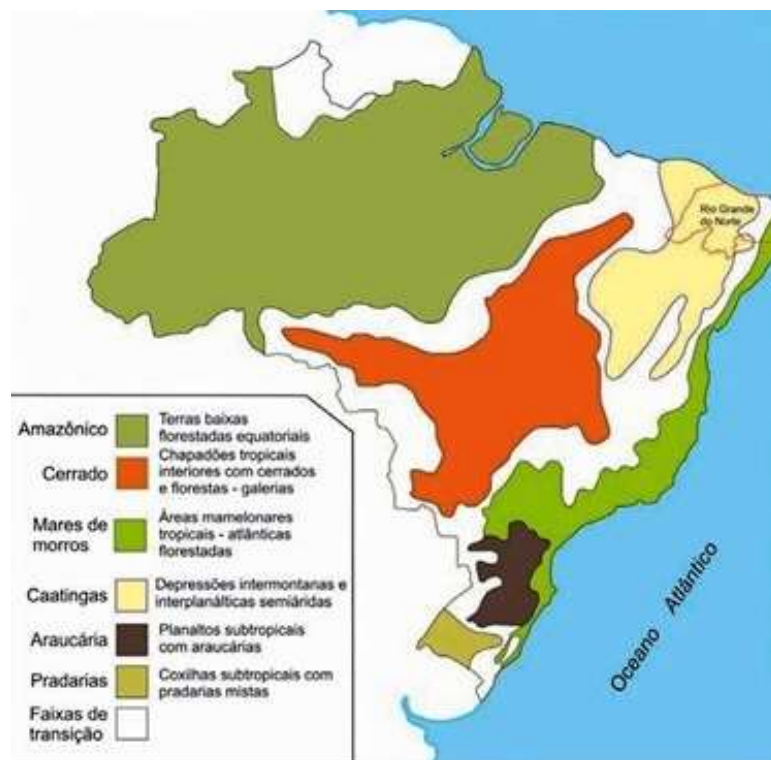 Rio Grande
do Norte
Amazônico
Terras baixas
florestadas equatoriais
Cerrado
Chapadões tropicais
interiores com cerrados
e florestas - galerias
Mares de
morros
Áreas mamelonares
tropicais - atlânticas
florestadas
Caatingas
Depressões intermontanas e
interplanálticas semiáridas
Araucária
Planaltos subtropicais
com araucárias
Pradarias
Coxilhas subtropicais com
pradarias mistas
Faixas de
transição
Oceano Atlântico